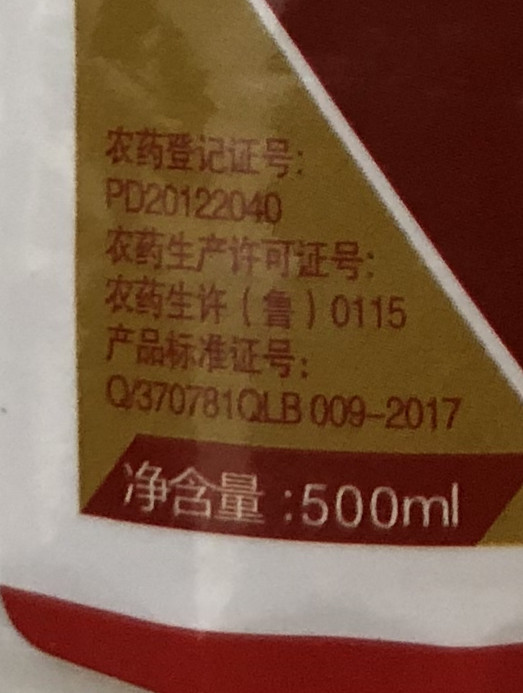 农药登记证号:
PD20122040
农药生产许可证号:
农药生许(鲁)0115
产品标准证号:
Q/370781QLB 009-2017
净含量:500ml